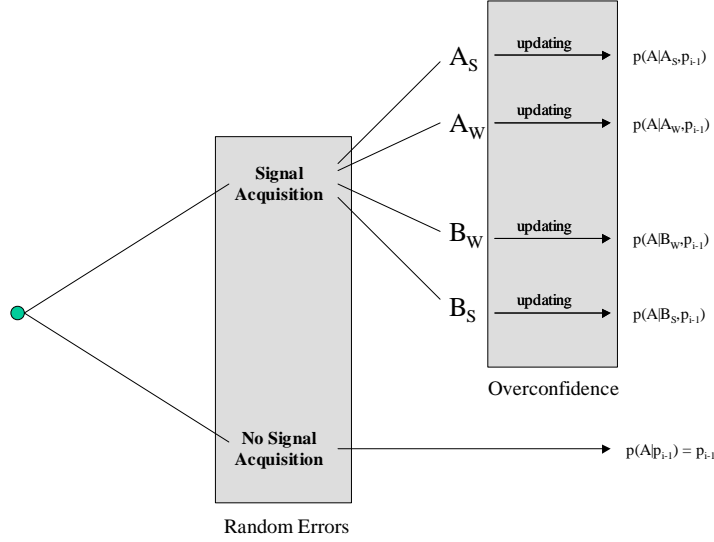 A_S updating p(A|A_S,p_{i-1})
A_W updating p(A|A_W,p_{i-1})
Signal
Acquisition
B_W updating p(A|B_W,p_{i-1})
B_S updating p(A|B_S,p_{i-1})
Overconfidence
No Signal
Acquisition
p(A|p_{i-1}) = p_{i-1}
Random Errors